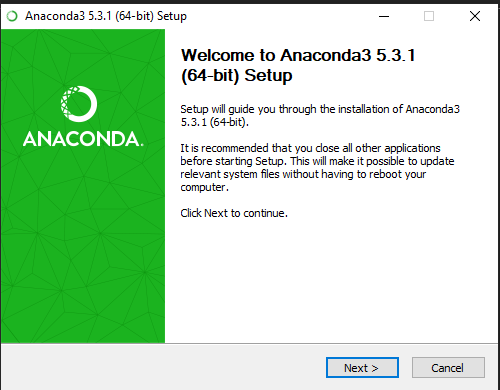 Anaconda3 5.3.1 (64-bit) Setup
Welcome to Anaconda3 5.3.1
(64-bit) Setup
Setup will guide you through the installation of Anaconda3
5.3.1 (64-bit).
It is recommended that you close all other applications
before starting Setup. This will make it possible to update
relevant system files without having to reboot your
computer.
Click Next to continue.
ANACONDA.
Next >
Cancel